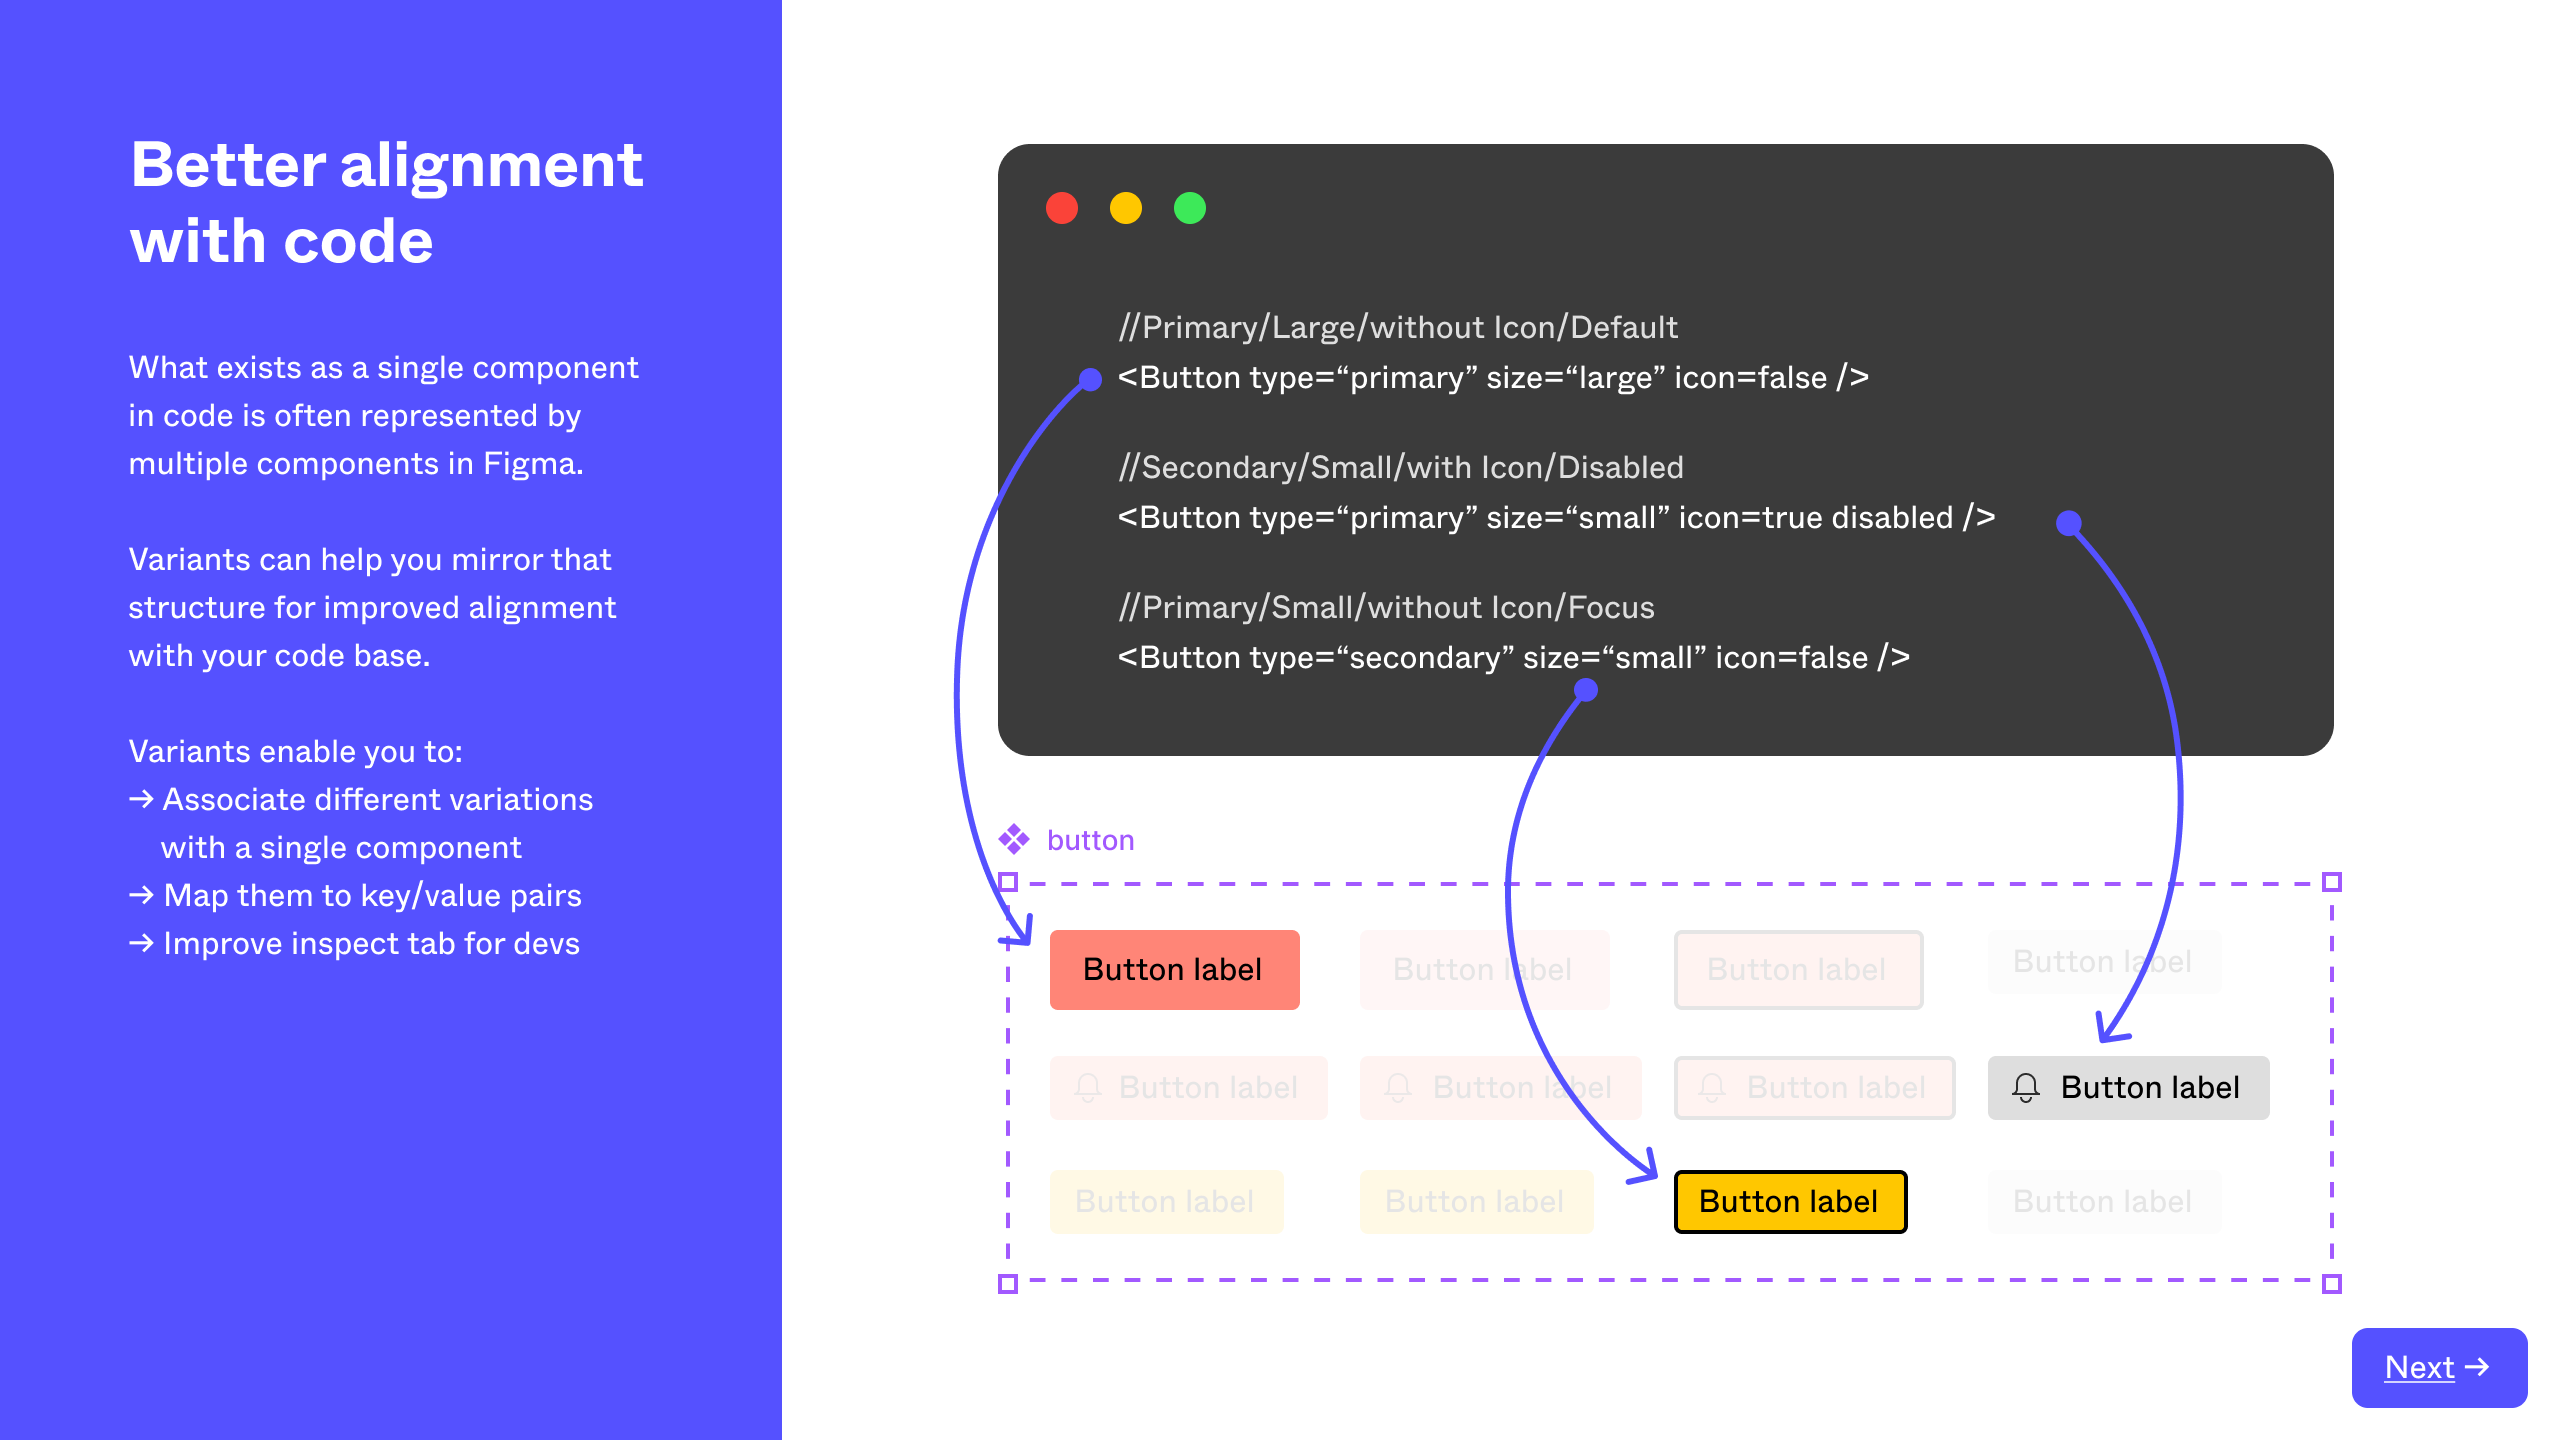 Better alignment
with code
What exists as a single component
in code is often represented by
multiple components in Figma.
Variants can help you mirror that
structure for improved alignment
with your code base.
Variants enable you to:
→ Associate different variations
with a single component
→ Map them to key/value pairs
→ Improve inspect tab for devs
//Primary/Large/without Icon/Default
<Button type=“primary” size=“large” icon=false />
//Secondary/Small/with Icon/Disabled
<Button type=“primary” size=“small” icon=true disabled />
//Primary/Small/without Icon/Focus
<Button type=“secondary” size=“small” icon=false />
button
Button label
Button label
Button label
Button label
Button label
Button label
Button label
Button label
Button label
Button label
Button label
Button label
Next →